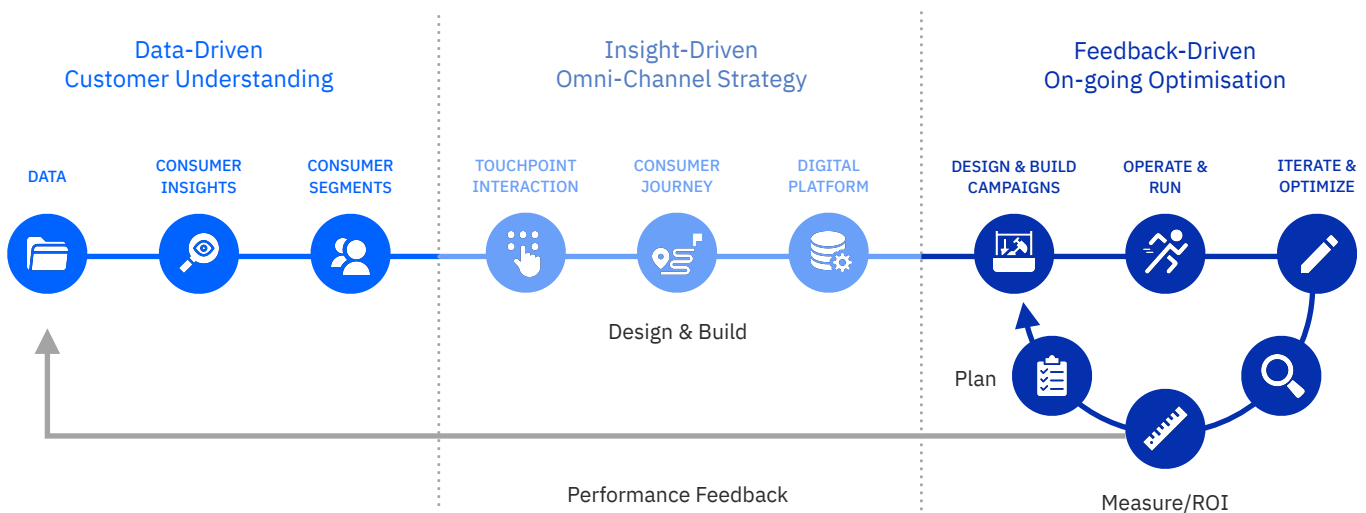 Data-Driven
Customer Understanding
Insight-Driven
Omni-Channel Strategy
Feedback-Driven
On-going Optimisation
DATA
CONSUMER
INSIGHTS
CONSUMER
SEGMENTS
TOUCHPOINT
INTERACTION
CONSUMER
JOURNEY
DIGITAL
PLATFORM
DESIGN & BUILD
CAMPAIGNS
OPERATE &
RUN
ITERATE &
OPTIMIZE
Design & Build
Plan
Performance Feedback
Measure/ROI